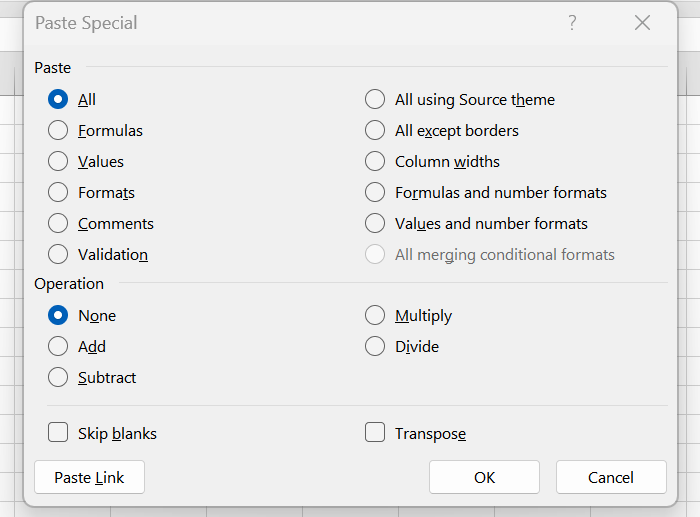 Paste Special ?
Paste
All All using Source theme
Formulas All except borders
Values Column widths
Formats Formulas and number formats
Comments Values and number formats
Validation All merging conditional formats
Operation
None Multiply
Add Divide
Subtract
Skip blanks Transpose
Paste Link OK Cancel